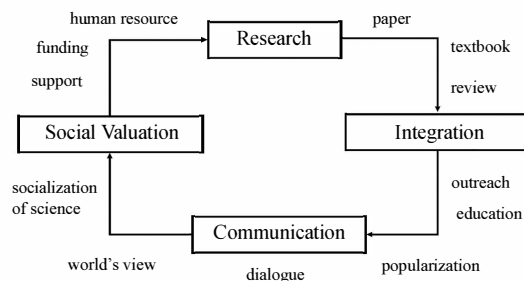 human resource
paper
Research
funding
textbook
support
review
Social Valuation
Integration
socialization
of science
outreach
education
Communication
world's view
popularization
dialogue